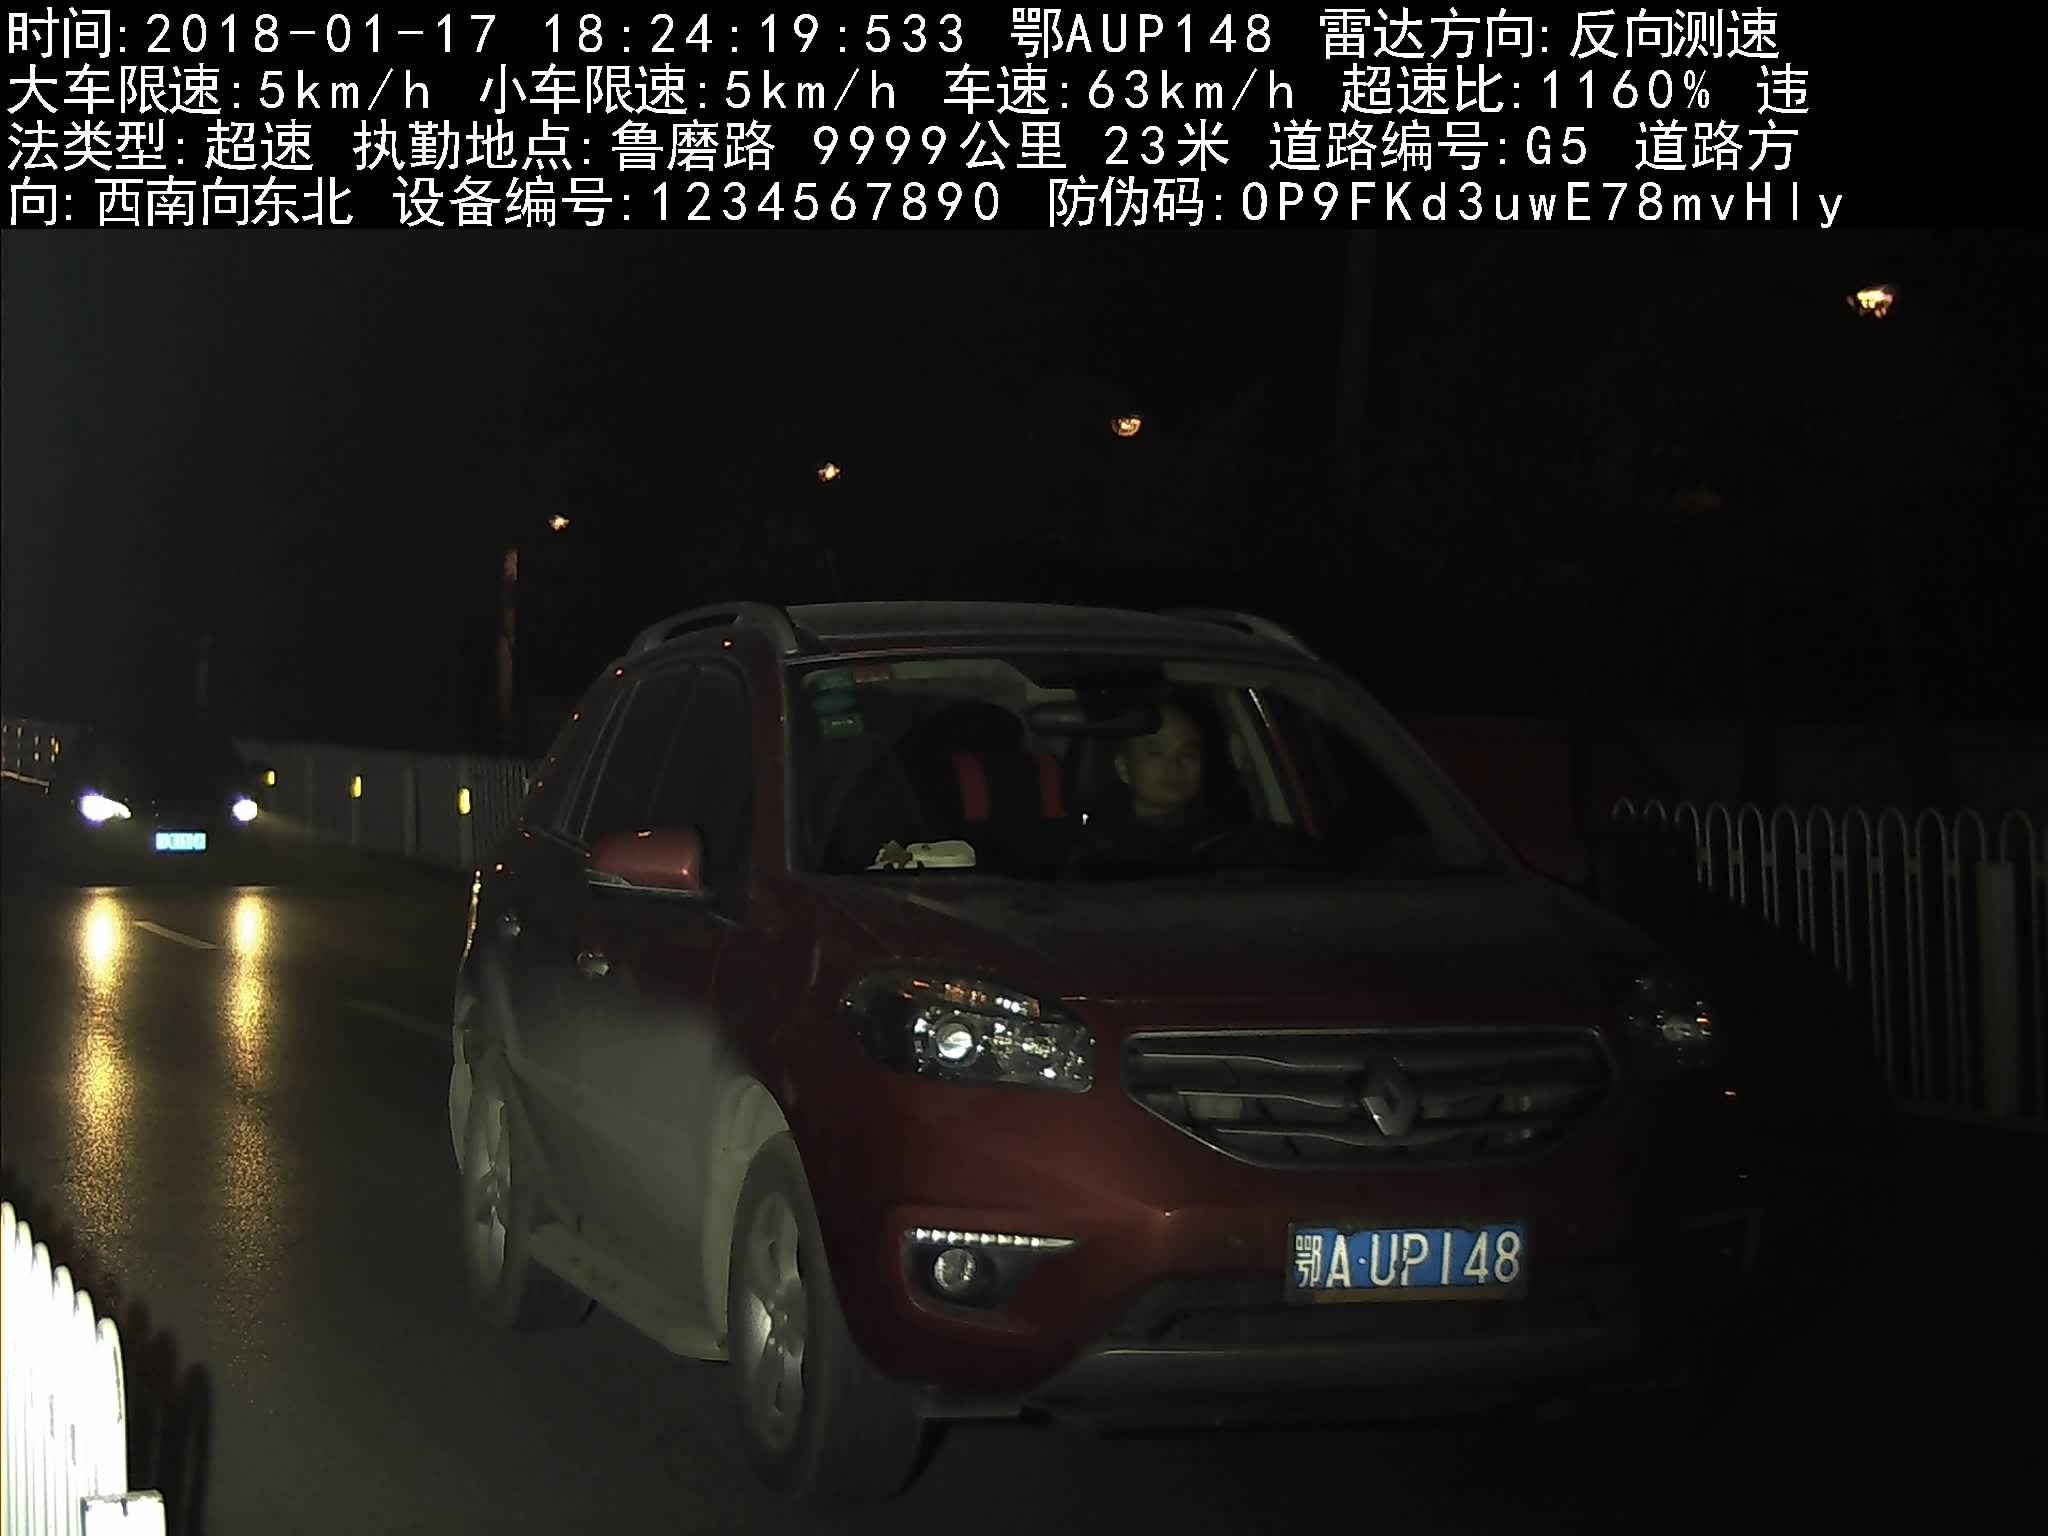 时间:2018-01-17 18:24:19:533 鄂AUP148 雷达方向:反向测速
大车限速:5km/h 小车限速:5km/h 车速:63km/h 超速比:1160% 违
法类型:超速 执勤地点:鲁磨路 9999公里 23米 道路编号:G5 道路方
向:西南向东北 设备编号:1234567890 防伪码:0P9FKd3uwE78mvHly
鄂A·UP148